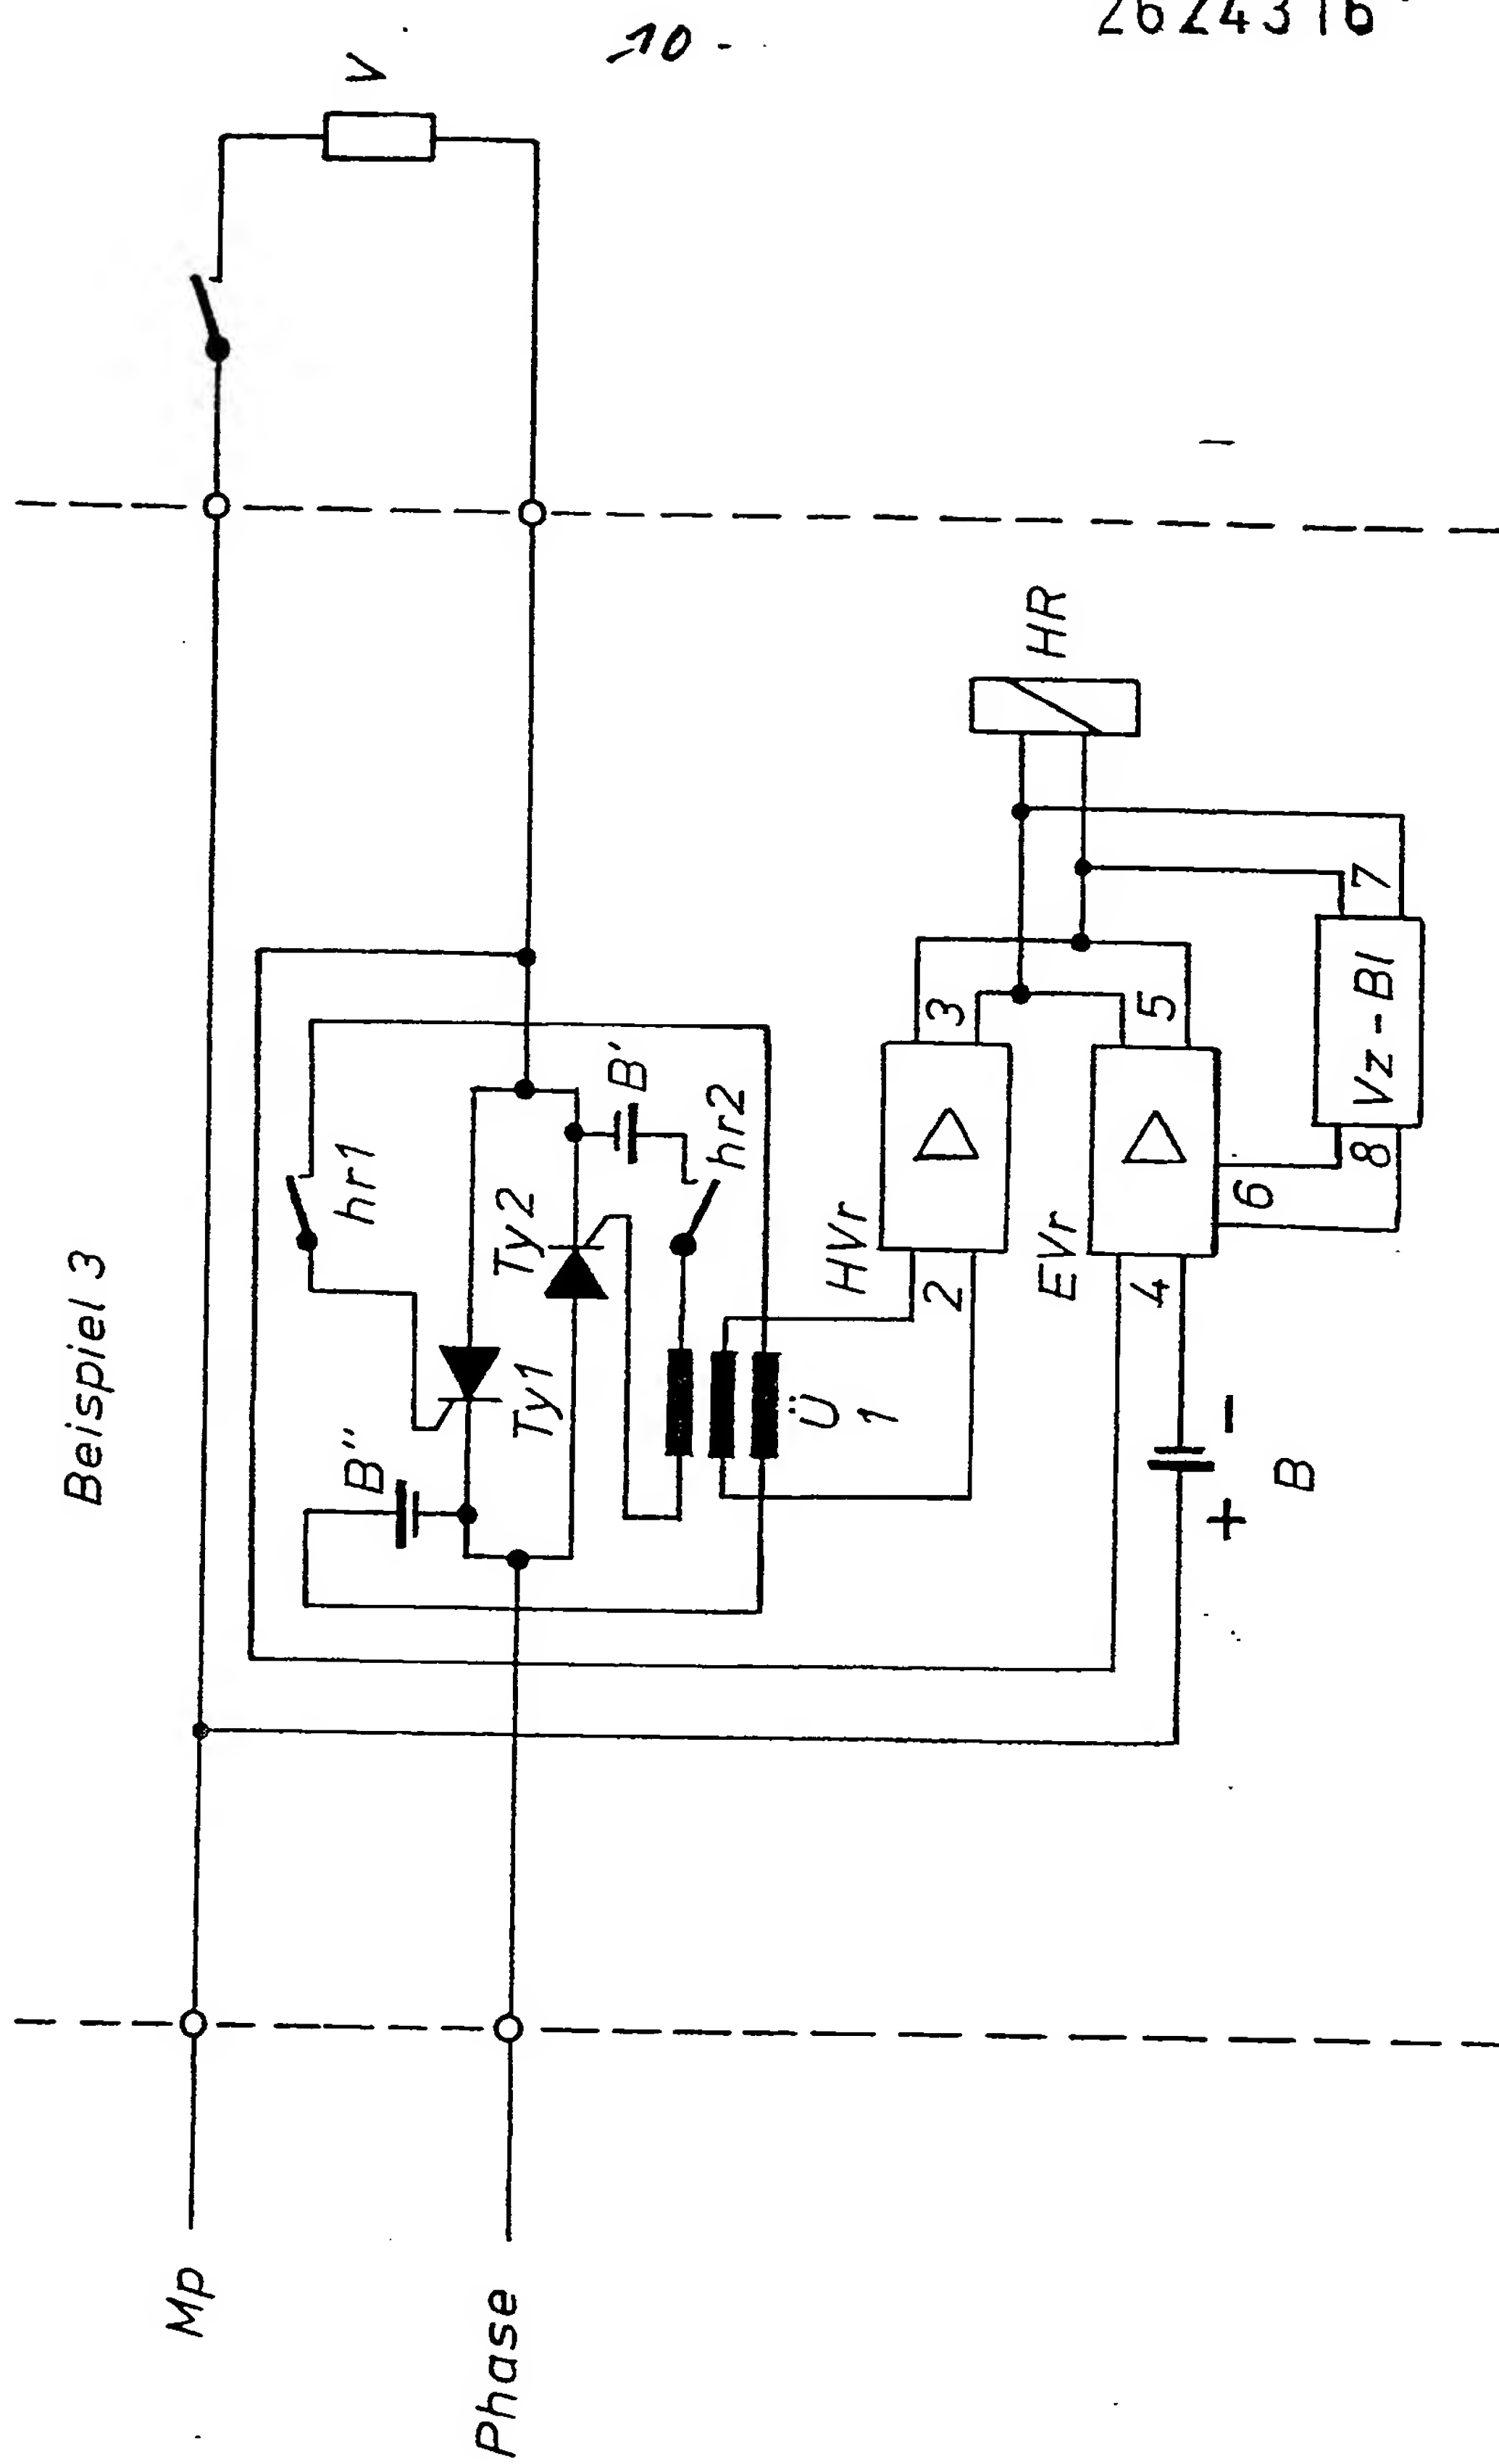 10 -
2624316
Beispiel 3
Mp
Phase
V
B''
hr1
Ty1
Ty2
B'
hr2
Ü
1
HVr
2
3
EVr
4
5
6
HR
Vz-Bl
7
8
B
+
-